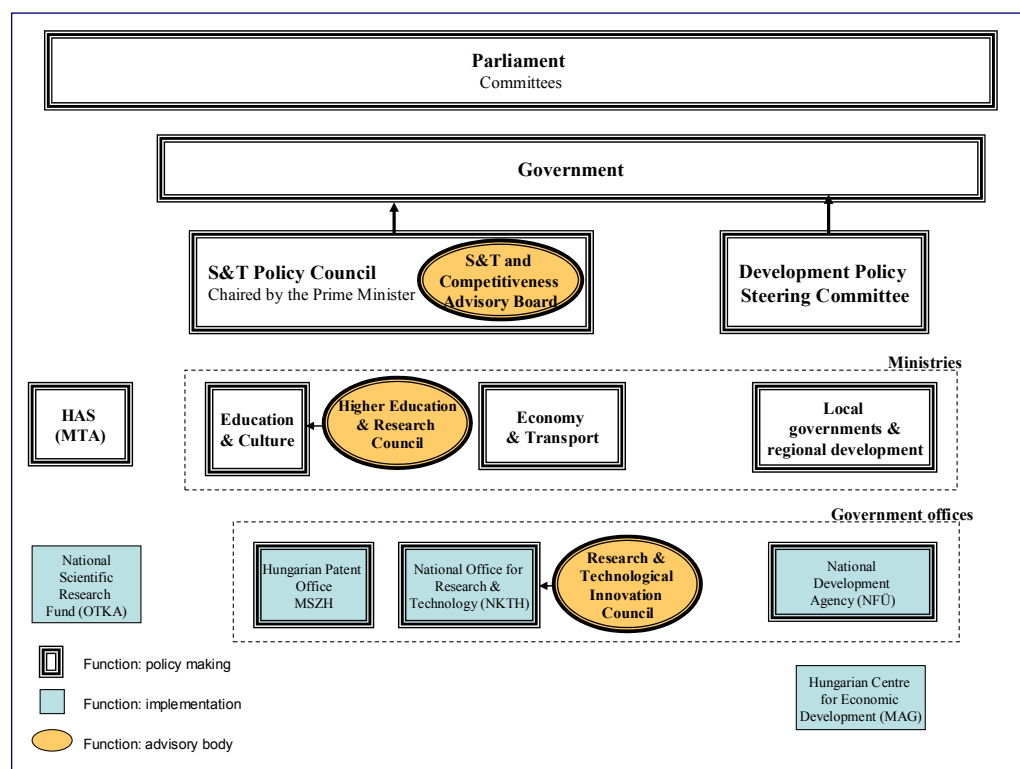 Parliament
Committees
Government
S&T Policy Council
Chaired by the Prime Minister
S&T and
Competitiveness
Advisory Board
Development Policy
Steering Committee
Ministries
HAS
(MTA)
Education
& Culture
Higher Education
& Research
Council
Economy
& Transport
Local
governments &
regional development
Government offices
National
Scientific
Research
Fund (OTKA)
Hungarian Patent
Office
MSZH
National Office for
Research &
Technology (NKTH)
Research &
Technological
Innovation
Council
National
Development
Agency (NFÜ)
Function: policy making
Function: implementation
Function: advisory body
Hungarian Centre
for Economic
Development (MAG)